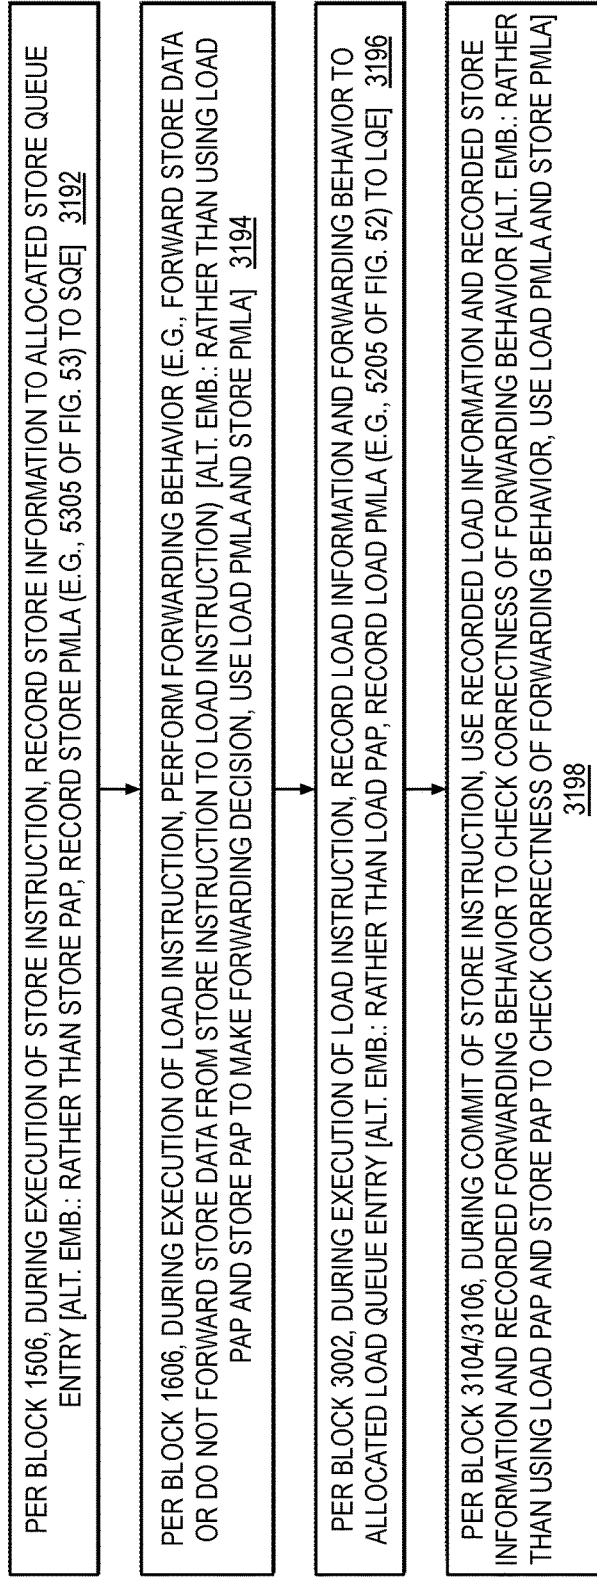 PER BLOCK 1506, DURING EXECUTION OF STORE INSTRUCTION, RECORD STORE INFORMATION TO ALLOCATED STORE QUEUE
ENTRY [ALT. EMB.: RATHER THAN STORE PAP, RECORD STORE PMLA (E.G., 5305 OF FIG. 53) TO SQE] 3192
PER BLOCK 1606, DURING EXECUTION OF LOAD INSTRUCTION, PERFORM FORWARDING BEHAVIOR (E.G., FORWARD STORE DATA
OR DO NOT FORWARD STORE DATA FROM STORE INSTRUCTION TO LOAD INSTRUCTION) [ALT. EMB.: RATHER THAN USING LOAD
PAP AND STORE PAP TO MAKE FORWARDING DECISION, USE LOAD PMLA AND STORE PMLA] 3194
PER BLOCK 3002, DURING EXECUTION OF LOAD INSTRUCTION, RECORD LOAD INFORMATION AND FORWARDING BEHAVIOR TO
ALLOCATED LOAD QUEUE ENTRY [ALT. EMB.: RATHER THAN LOAD PAP, RECORD LOAD PMLA (E.G., 5205 OF FIG. 52) TO LQE] 3196
PER BLOCK 3104/3106, DURING COMMIT OF STORE INSTRUCTION, USE RECORDED LOAD INFORMATION AND RECORDED STORE
INFORMATION AND RECORDED FORWARDING BEHAVIOR TO CHECK CORRECTNESS OF FORWARDING BEHAVIOR [ALT. EMB.: RATHER
THAN USING LOAD PAP AND STORE PAP TO CHECK CORRECTNESS OF FORWARDING BEHAVIOR, USE LOAD PMLA AND STORE PMLA]
3198